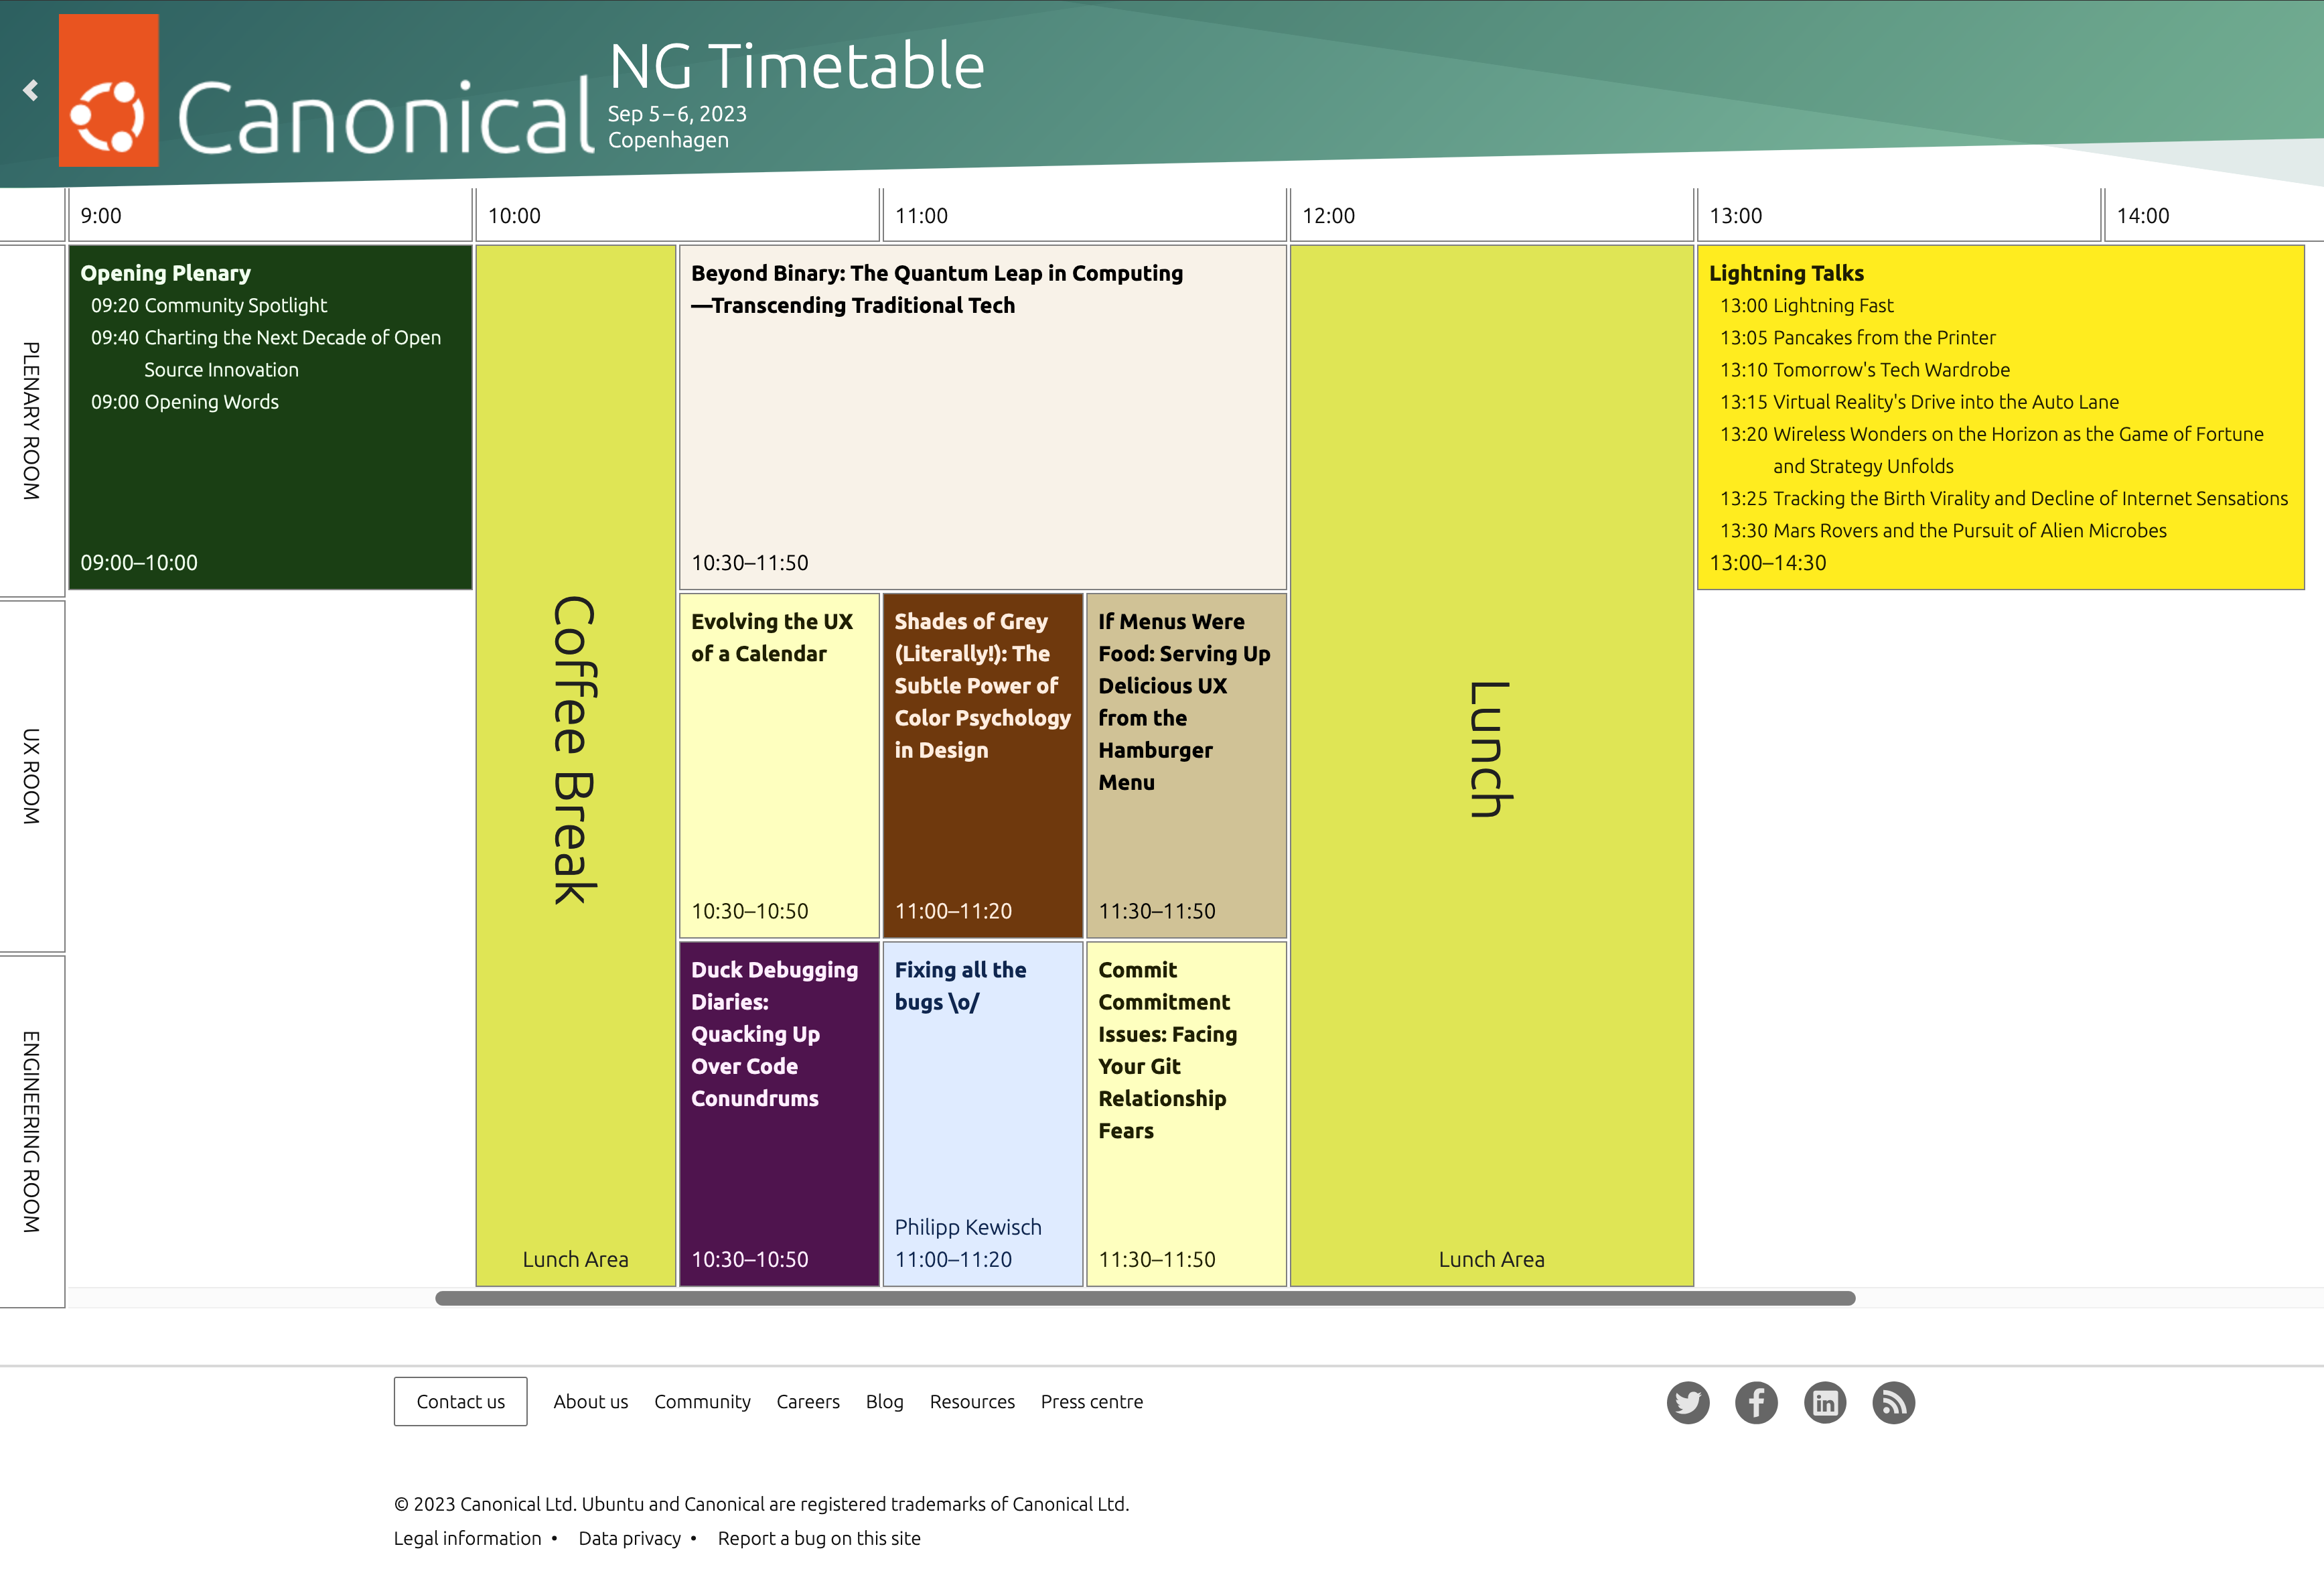 Canonical
NG Timetable
Sep 5–6, 2023
Copenhagen
9:00
10:00
11:00
12:00
13:00
14:00
PLENARY ROOM
Opening Plenary
09:20 Community Spotlight
09:40 Charting the Next Decade of Open
Source Innovation
09:00 Opening Words
09:00–10:00
Coffee Break
Lunch Area
Beyond Binary: The Quantum Leap in Computing
—Transcending Traditional Tech
10:30–11:50
Lunch
Lunch Area
Lightning Talks
13:00 Lightning Fast
13:05 Pancakes from the Printer
13:10 Tomorrow's Tech Wardrobe
13:15 Virtual Reality's Drive into the Auto Lane
13:20 Wireless Wonders on the Horizon as the Game of Fortune
and Strategy Unfolds
13:25 Tracking the Birth Virality and Decline of Internet Sensations
13:30 Mars Rovers and the Pursuit of Alien Microbes
13:00–14:30
UX ROOM
Evolving the UX
of a Calendar
10:30–10:50
Shades of Grey
(Literally!): The
Subtle Power of
Color Psychology
in Design
11:00–11:20
If Menus Were
Food: Serving Up
Delicious UX
from the
Hamburger
Menu
11:30–11:50
ENGINEERING ROOM
Duck Debugging
Diaries:
Quacking Up
Over Code
Conundrums
10:30–10:50
Fixing all the
bugs \o/
Philipp Kewisch
11:00–11:20
Commit
Commitment
Issues: Facing
Your Git
Relationship
Fears
11:30–11:50
Contact us
About us
Community
Careers
Blog
Resources
Press centre
© 2023 Canonical Ltd. Ubuntu and Canonical are registered trademarks of Canonical Ltd.
Legal information • Data privacy • Report a bug on this site